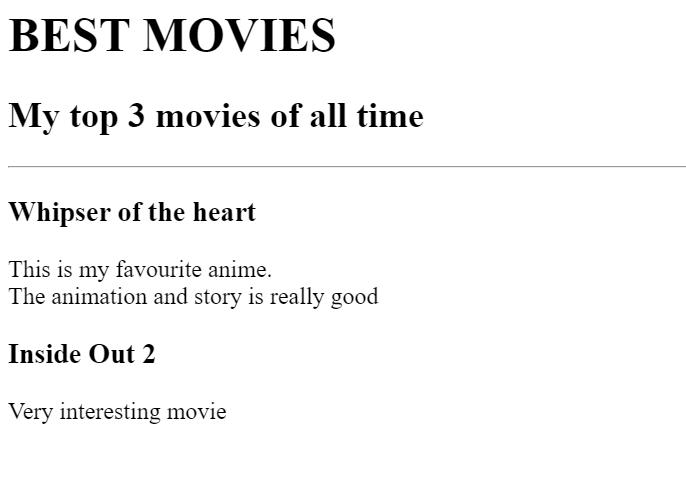 BEST MOVIES
My top 3 movies of all time
Whipser of the heart
This is my favourite anime.
The animation and story is really good
Inside Out 2
Very interesting movie